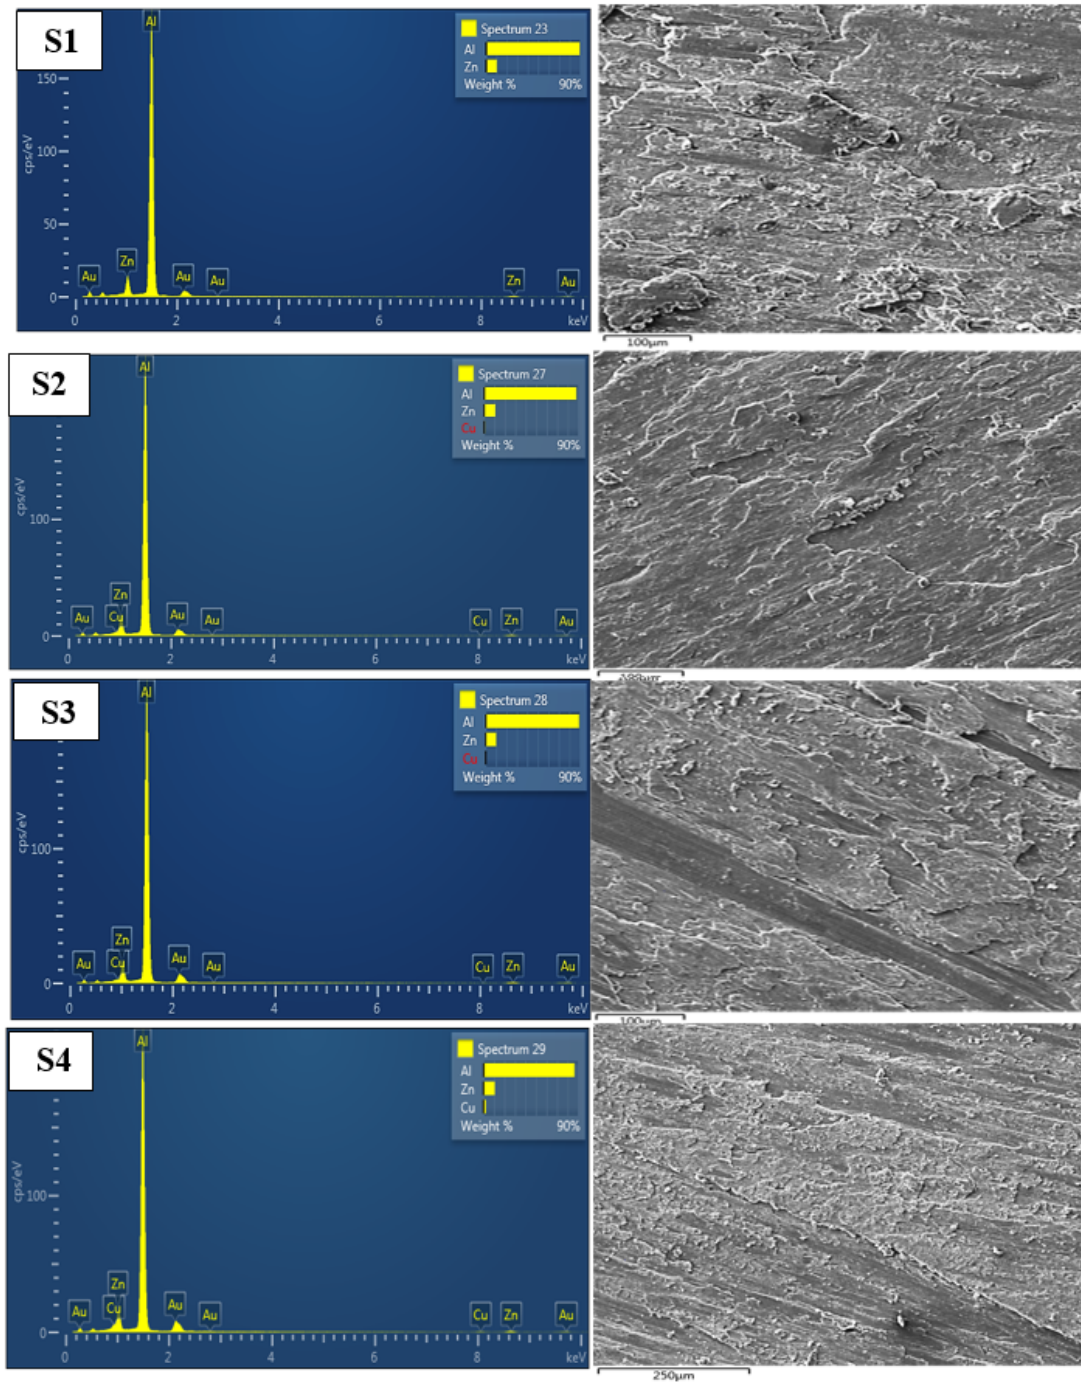 S1
Al
Spectrum 23
Al
Zn
Weight % 90%
150
100
50
0
cps/eV
Au
Zn
Au
Au
Zn
Au
0 2 4 6 8 keV
100µm
S2
Al
Spectrum 27
Al
Zn
Cu
Weight % 90%
100
0
cps/eV
Zn
Au
Cu
Au
Au
Cu
Zn
Au
0 2 4 6 8 keV
S3
Al
Spectrum 28
Al
Zn
Cu
Weight % 90%
100
0
cps/eV
Zn
Au
Cu
Au
Au
Cu
Zn
Au
0 2 4 6 8 keV
100µm
S4
Al
Spectrum 29
Al
Zn
Cu
Weight % 90%
100
0
cps/eV
Zn
Au
Cu
Au
Au
Cu
Zn
Au
0 2 4 6 8 keV
250µm